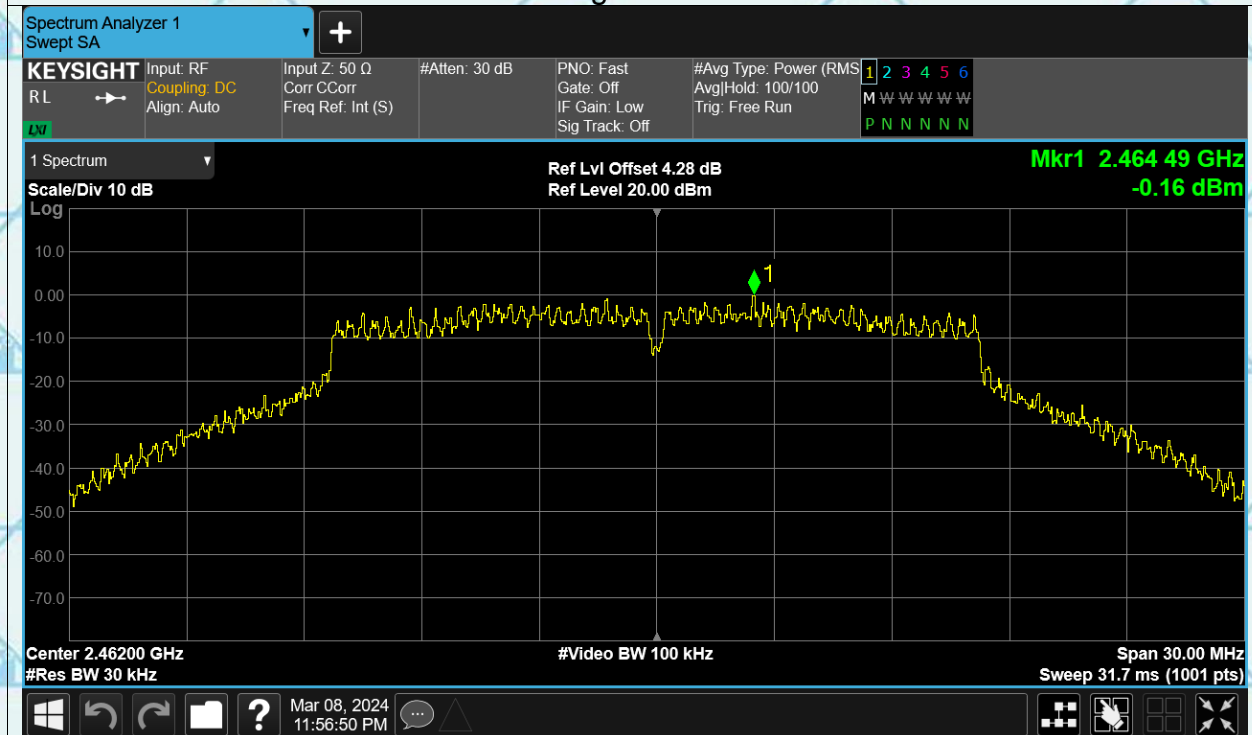 Spectrum Analyzer 1
Swept SA
+
KEYSIGHT
RL
LXI
Input: RF
Coupling: DC
Align: Auto
Input Z: 50 Ω
Corr CCorr
Freq Ref: Int (S)
#Atten: 30 dB
PNO: Fast
Gate: Off
IF Gain: Low
Sig Track: Off
#Avg Type: Power (RMS
Avg|Hold: 100/100
Trig: Free Run
1 2 3 4 5 6
M W W W W W
P N N N N N
1 Spectrum
Scale/Div 10 dB
Log
Ref Lvl Offset 4.28 dB
Ref Level 20.00 dBm
Mkr1 2.464 49 GHz
-0.16 dBm
10.0
0.00
-10.0
-20.0
-30.0
-40.0
-50.0
-60.0
-70.0
1
Center 2.46200 GHz
#Res BW 30 kHz
#Video BW 100 kHz
Span 30.00 MHz
Sweep 31.7 ms (1001 pts)
?
Mar 08, 2024
11:56:50 PM